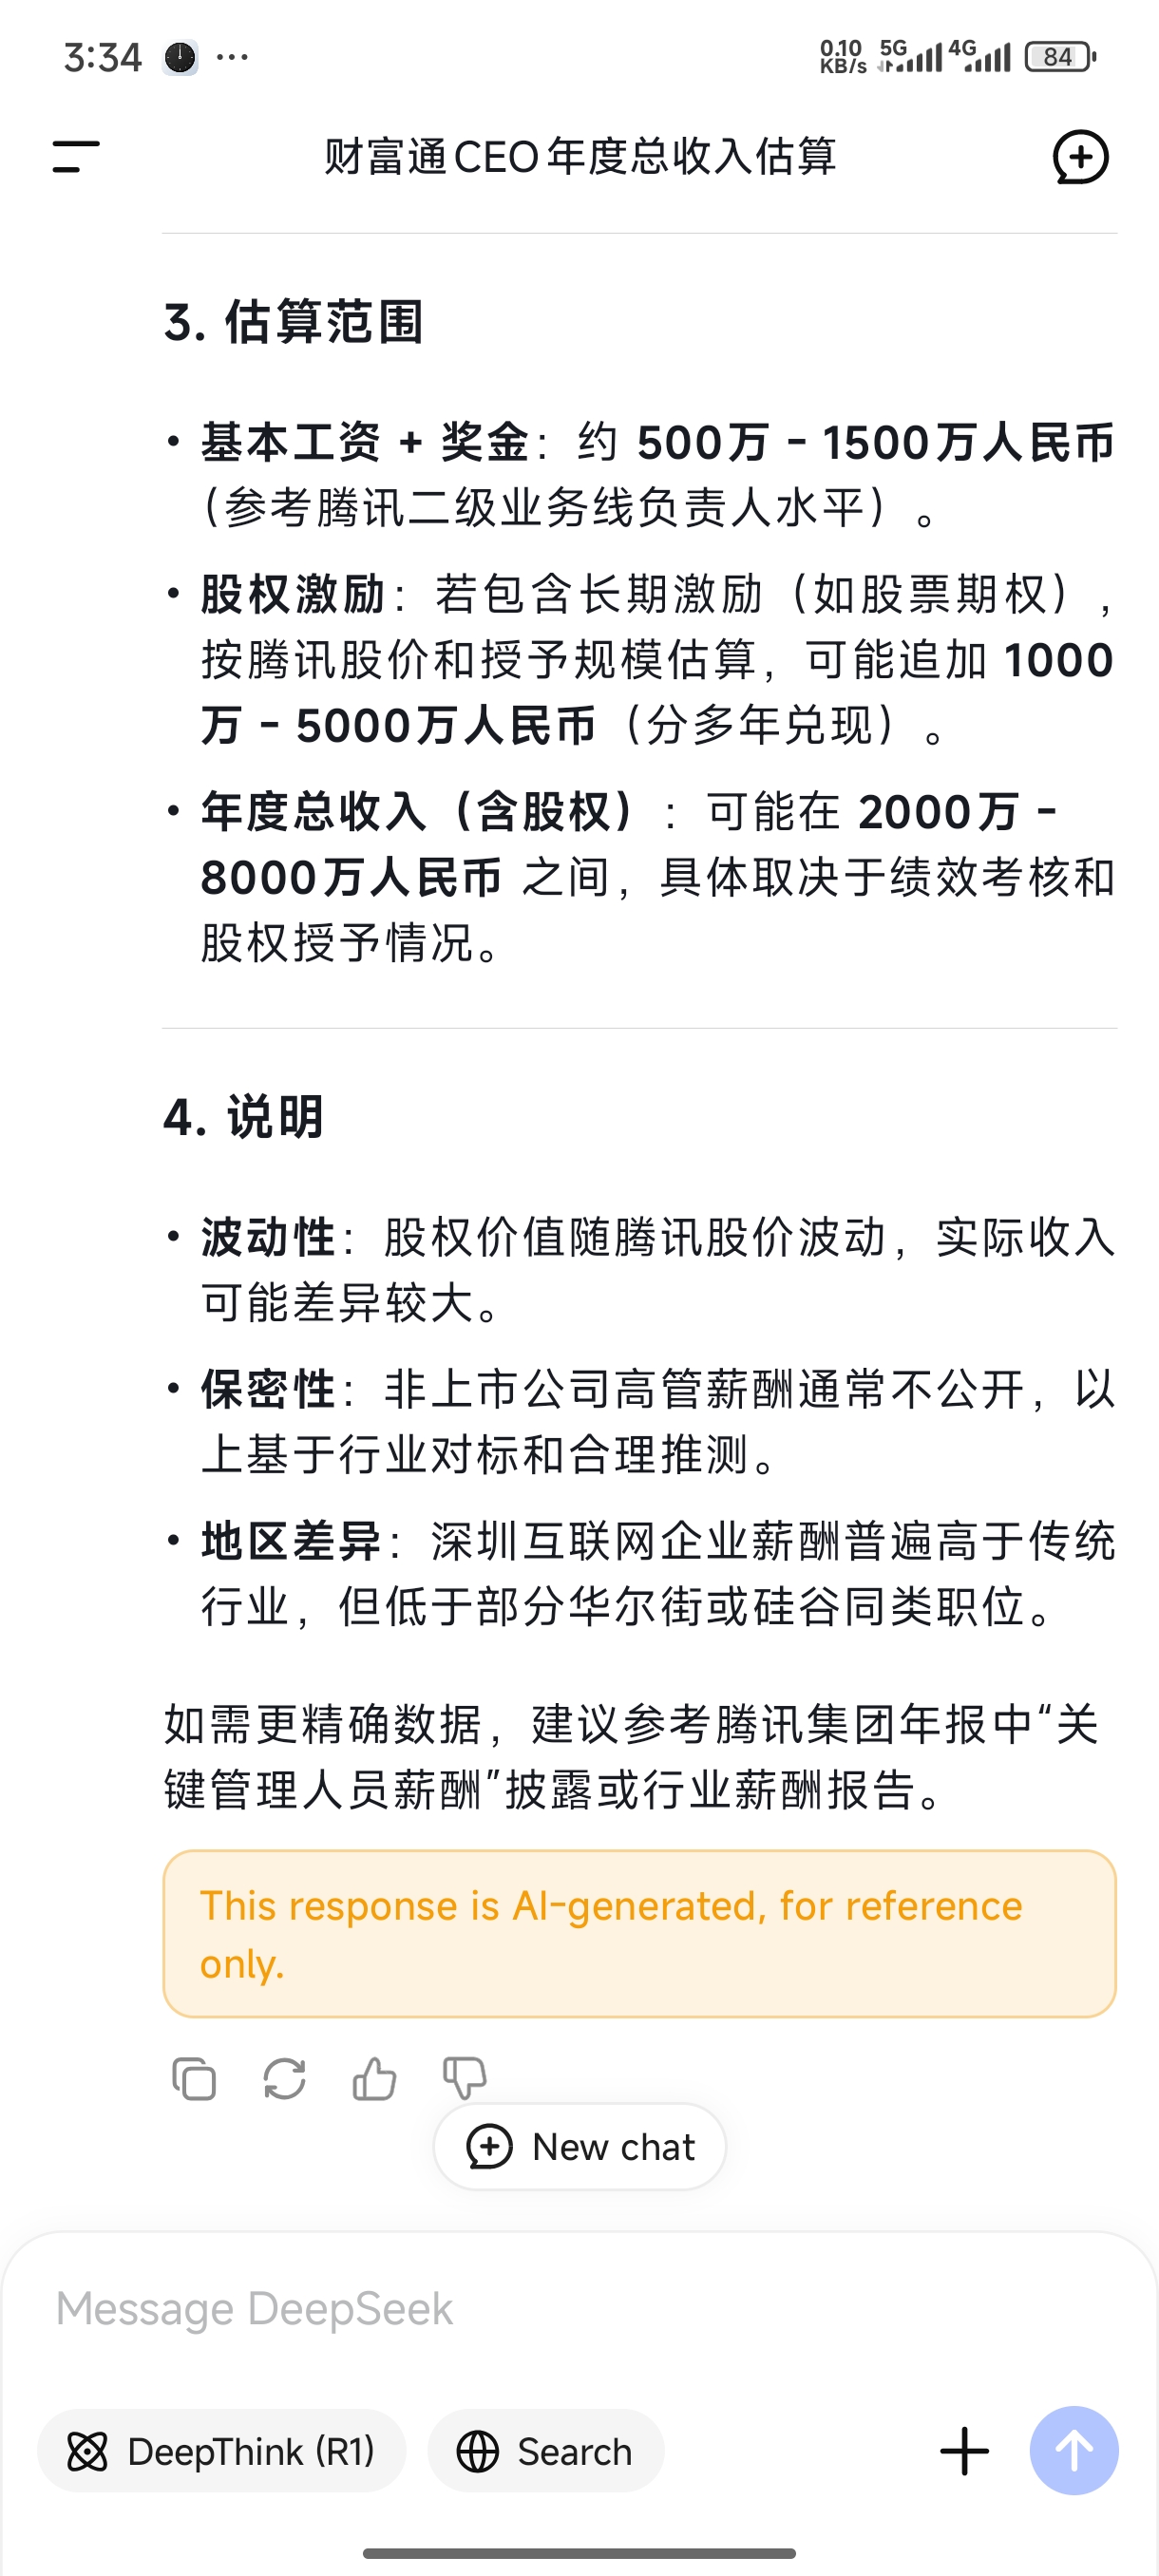 3:34 ...
0.10 KB/s 5G 4G 84
财富通CEO年度总收入估算
3. 估算范围
• 基本工资 + 奖金：约 500万 - 1500万人民币
（参考腾讯二级业务线负责人水平）。
• 股权激励：若包含长期激励（如股票期权），
按腾讯股价和授予规模估算，可能追加 1000
万 - 5000万人民币（分多年兑现）。
• 年度总收入（含股权）：可能在 2000万 -
8000万人民币 之间，具体取决于绩效考核和
股权授予情况。
4. 说明
• 波动性：股权价值随腾讯股价波动，实际收入
可能差异较大。
• 保密性：非上市公司高管薪酬通常不公开，以
上基于行业对标和合理推测。
• 地区差异：深圳互联网企业薪酬普遍高于传统
行业，但低于部分华尔街或硅谷同类职位。
如需更精确数据，建议参考腾讯集团年报中“关
键管理人员薪酬”披露或行业薪酬报告。
This response is AI-generated, for reference
only.
New chat
Message DeepSeek
DeepThink (R1) Search